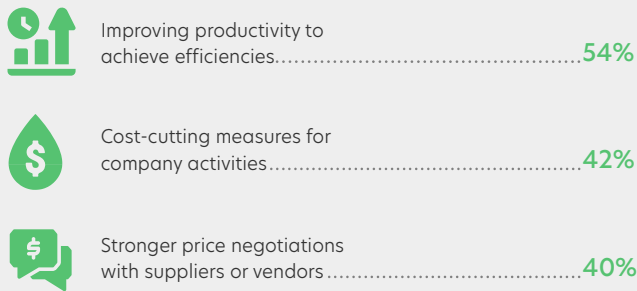 Improving productivity to
achieve efficiencies 54%
Cost-cutting measures for
company activities 42%
Stronger price negotiations
with suppliers or vendors 40%